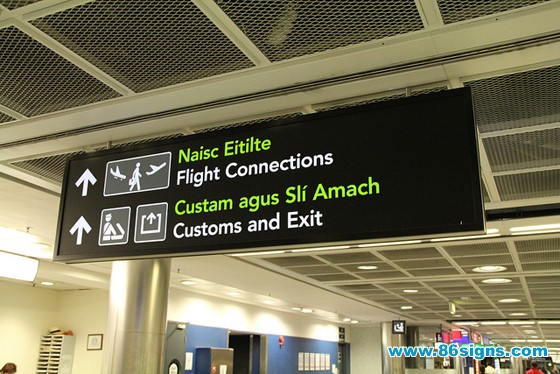 Naisc Eitilte
Flight Connections
Custam agus Slí Amach
Customs and Exit
www.86signs.com